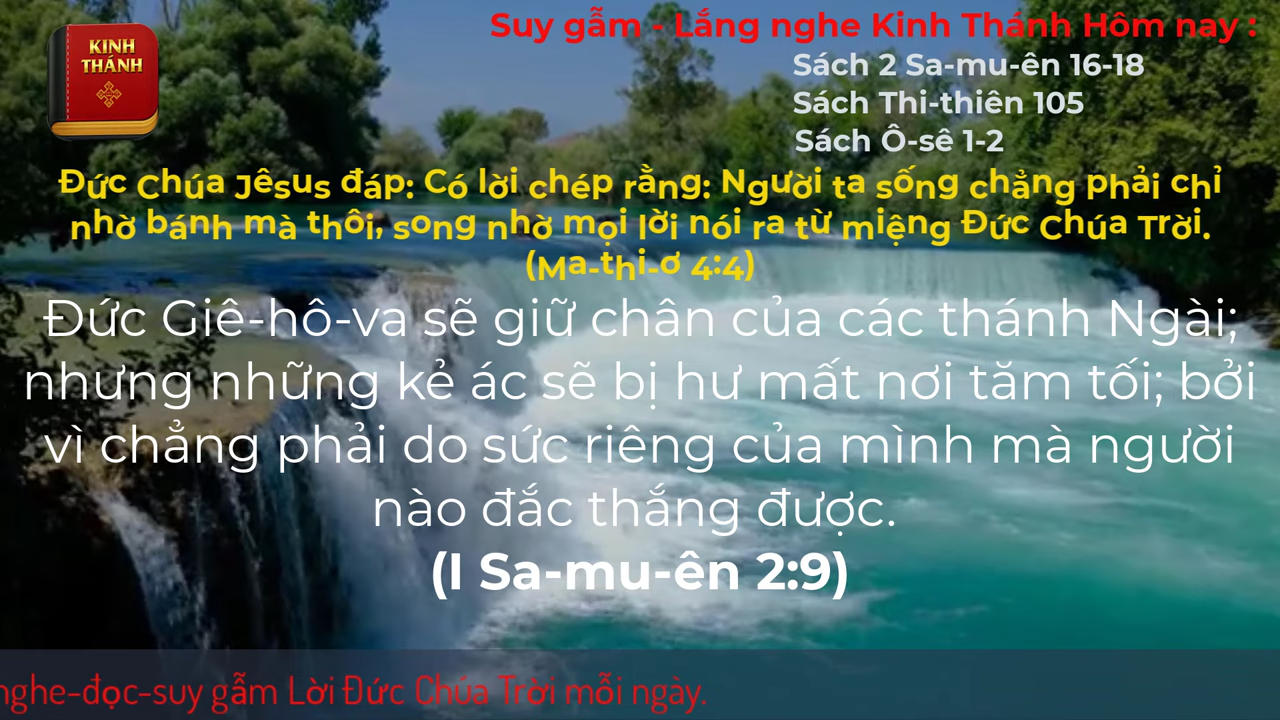 KINH
THÁNH
Suy gẫm - Lắng nghe Kinh Thánh Hôm nay :
Sách 2 Sa-mu-ên 16-18
Sách Thi-thiên 105
Sách Ô-sê 1-2
Đức Chúa Jêsus đáp: Có lời chép rằng: Người ta sống chẳng phải chỉ
nhờ bánh mà thôi, song nhờ mọi lời nói ra từ miệng Đức Chúa Trời.
(Ma-thi-ơ 4:4)
Đức Giê-hô-va sẽ giữ chân của các thánh Ngài;
nhưng những kẻ ác sẽ bị hư mất nơi tăm tối; bởi
vì chẳng phải do sức riêng của mình mà người
nào đắc thắng được.
(I Sa-mu-ên 2:9)
nghe-đọc-suy gẫm Lời Đức Chúa Trời mỗi ngày.